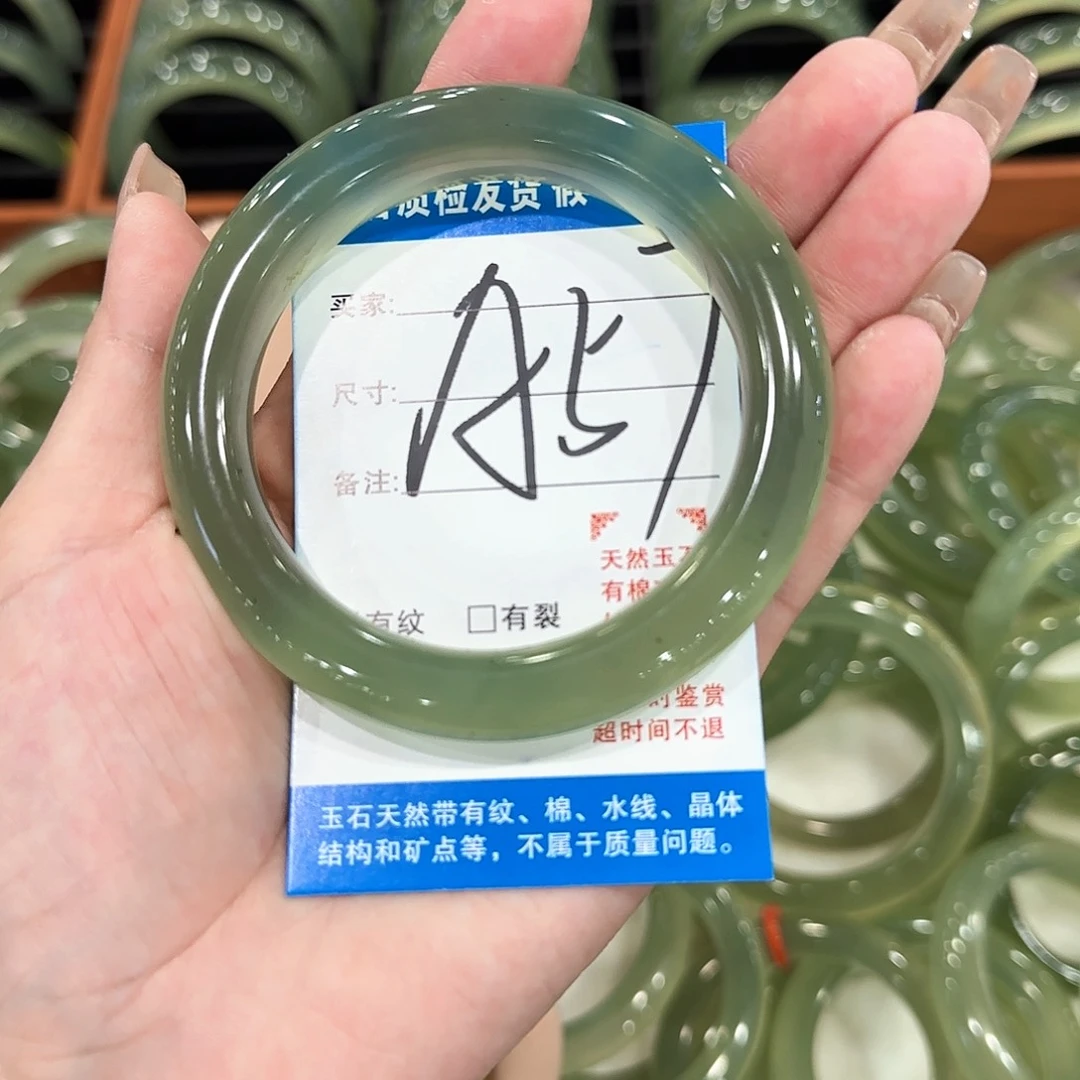 质检发货 假
买家:
尺寸:
备注:
天然玉石
有棉
有纹 □有裂
鉴赏
超时间不退
玉石天然带有纹、棉、水线、晶体
结构和矿点等，不属于质量问题。